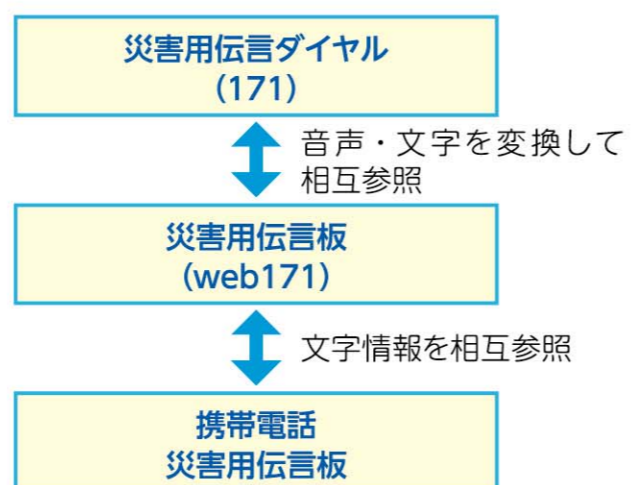 災害用伝言ダイヤル
(171)
音声・文字を変換して
相互参照
災害用伝言板
(web171)
文字情報を相互参照
携帯電話
災害用伝言板